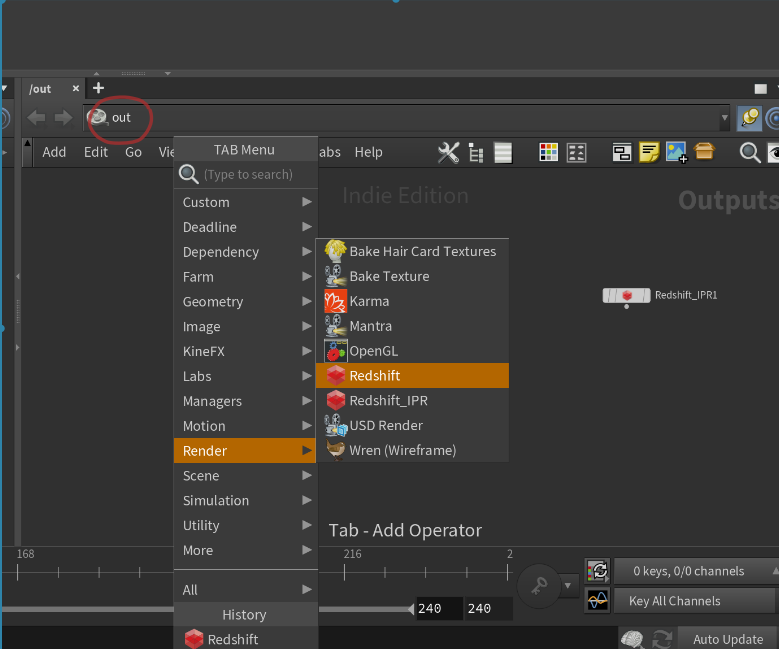 /out
out
Add Edit Go Vie abs Help
TAB Menu
(Type to search)
Indie Edition
Outputs
Custom
Deadline
Dependency
Farm
Geometry
Image
KineFX
Labs
Managers
Motion
Render
Scene
Simulation
Utility
More
All
History
Redshift
Bake Hair Card Textures
Bake Texture
Karma
Mantra
OpenGL
Redshift
Redshift_IPR
USD Render
Wren (Wireframe)
Redshift_IPR1
Tab - Add Operator
168 216 2
0 keys, 0/0 channels
240 240
Key All Channels
Auto Update